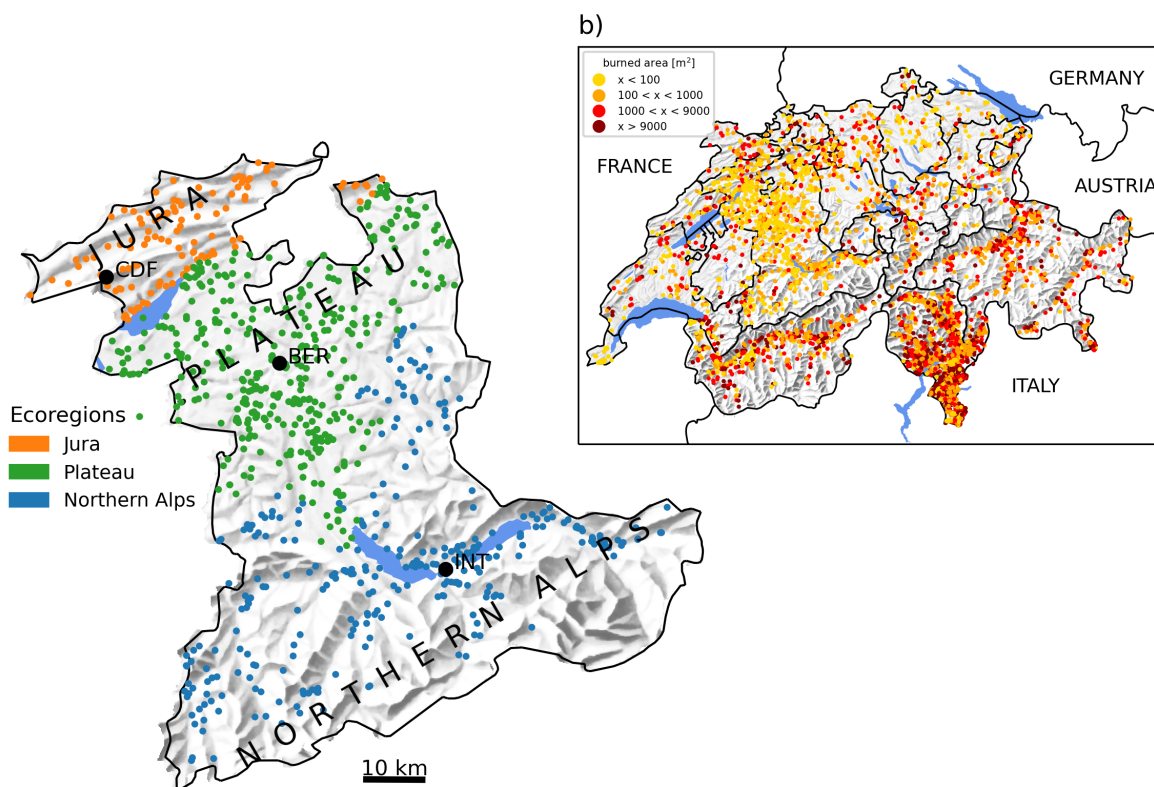 b)
burned area [m²]
x < 100
100 < x < 1000
1000 < x < 9000
x > 9000
GERMANY
FRANCE
AUSTRIA
ITALY
JURA
CDF
PLATEAU
BER
Ecoregions
Jura
Plateau
Northern Alps
INT
NORTHERN ALPS
10 km